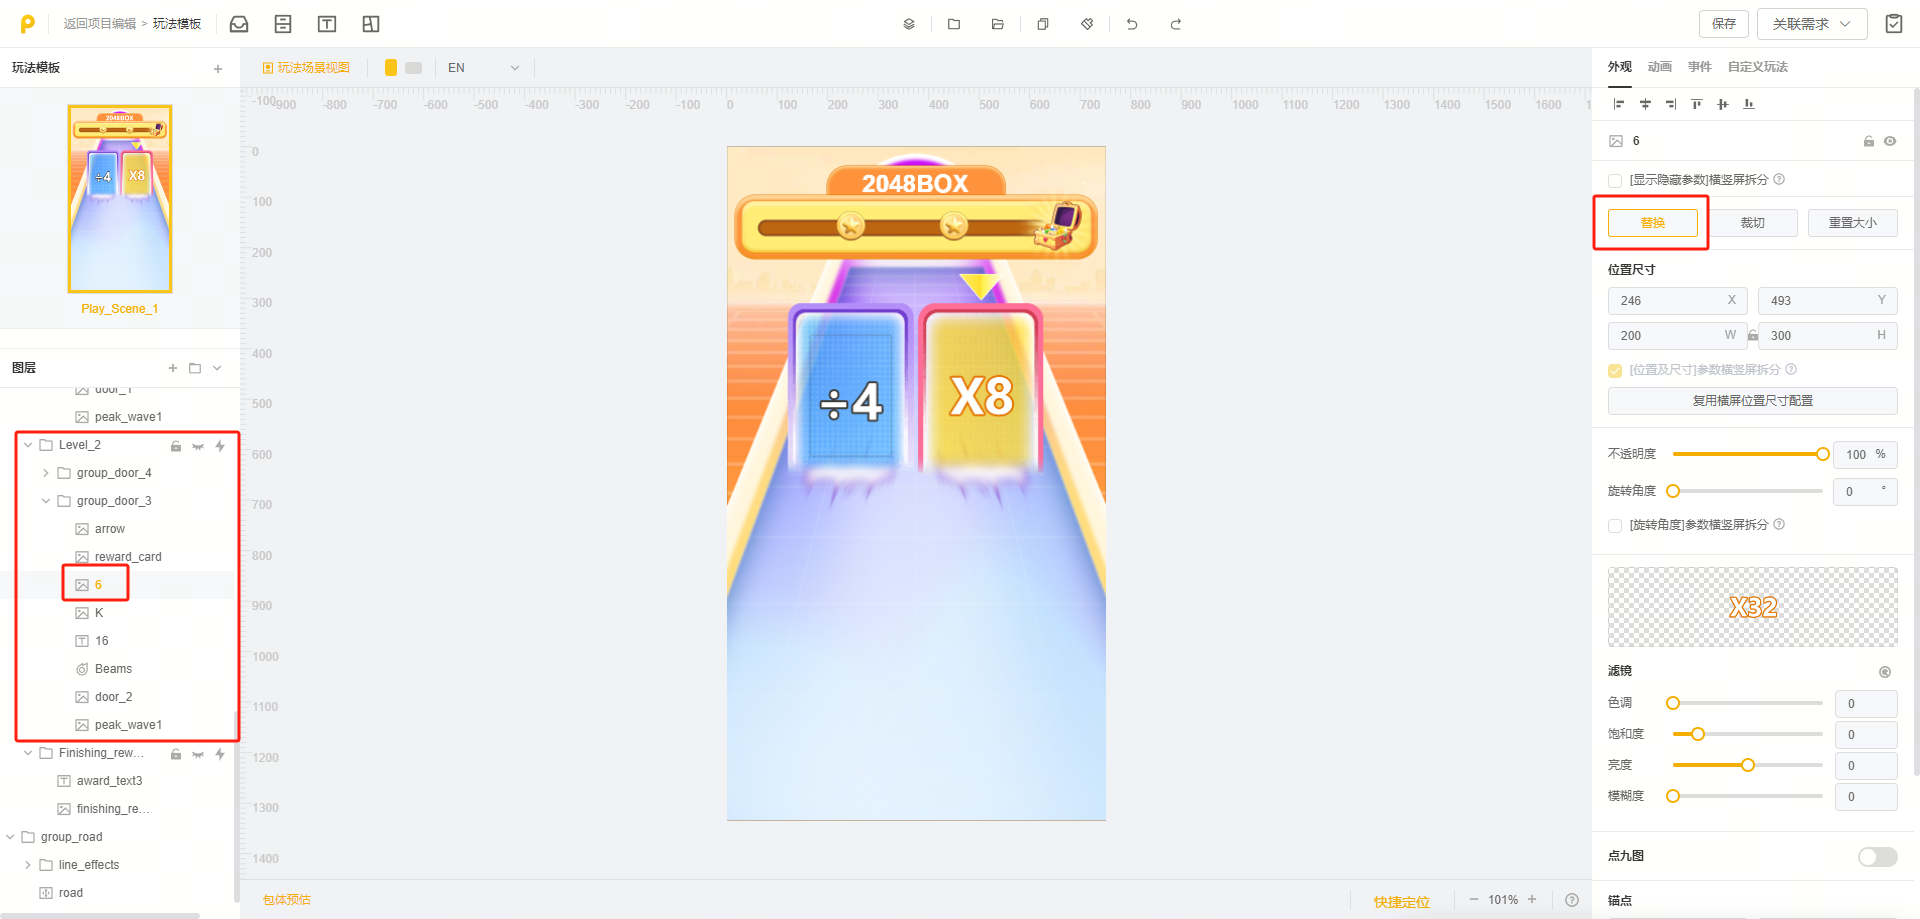 返回项目编辑 > 玩法模板
保存
关联需求
玩法模板
Play_Scene_1
2048BOX
÷4
X8
图层
door_1
peak_wave1
Level_2
group_door_4
group_door_3
arrow
reward_card
6
K
16
Beams
door_2
peak_wave1
Finishing_rew...
award_text3
finishing_re...
group_road
line_effects
road
玩法场景视图
EN
-100
-900 -800 -700 -600 -500 -400 -300 -200 -100 0 100 200 300 400 500 600 700 800 900 1000 1100 1200 1300 1400 1500 1600 1
0
100
200
300
400
500
600
700
800
900
1000
1100
1200
1300
1400
2048BOX
÷4
X8
包体预估
快捷定位
101%
外观 动画 事件 自定义玩法
6
[显示隐藏参数]横竖屏拆分
替换 裁切 重置大小
位置尺寸
246 X 493 Y
200 W 300 H
[位置及尺寸]参数横竖屏拆分
复用横屏位置尺寸配置
不透明度 100 %
旋转角度 0 °
[旋转角度]参数横竖屏拆分
X32
滤镜
色调 0
饱和度 0
亮度 0
模糊度 0
点九图
锚点